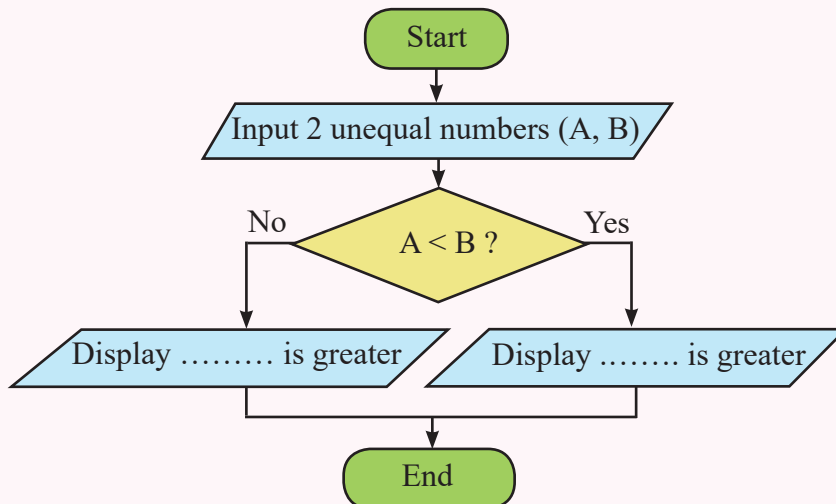 Start
Input 2 unequal numbers (A, B)
No
Yes
A < B ?
Display ……… is greater
Display …..…. is greater
End